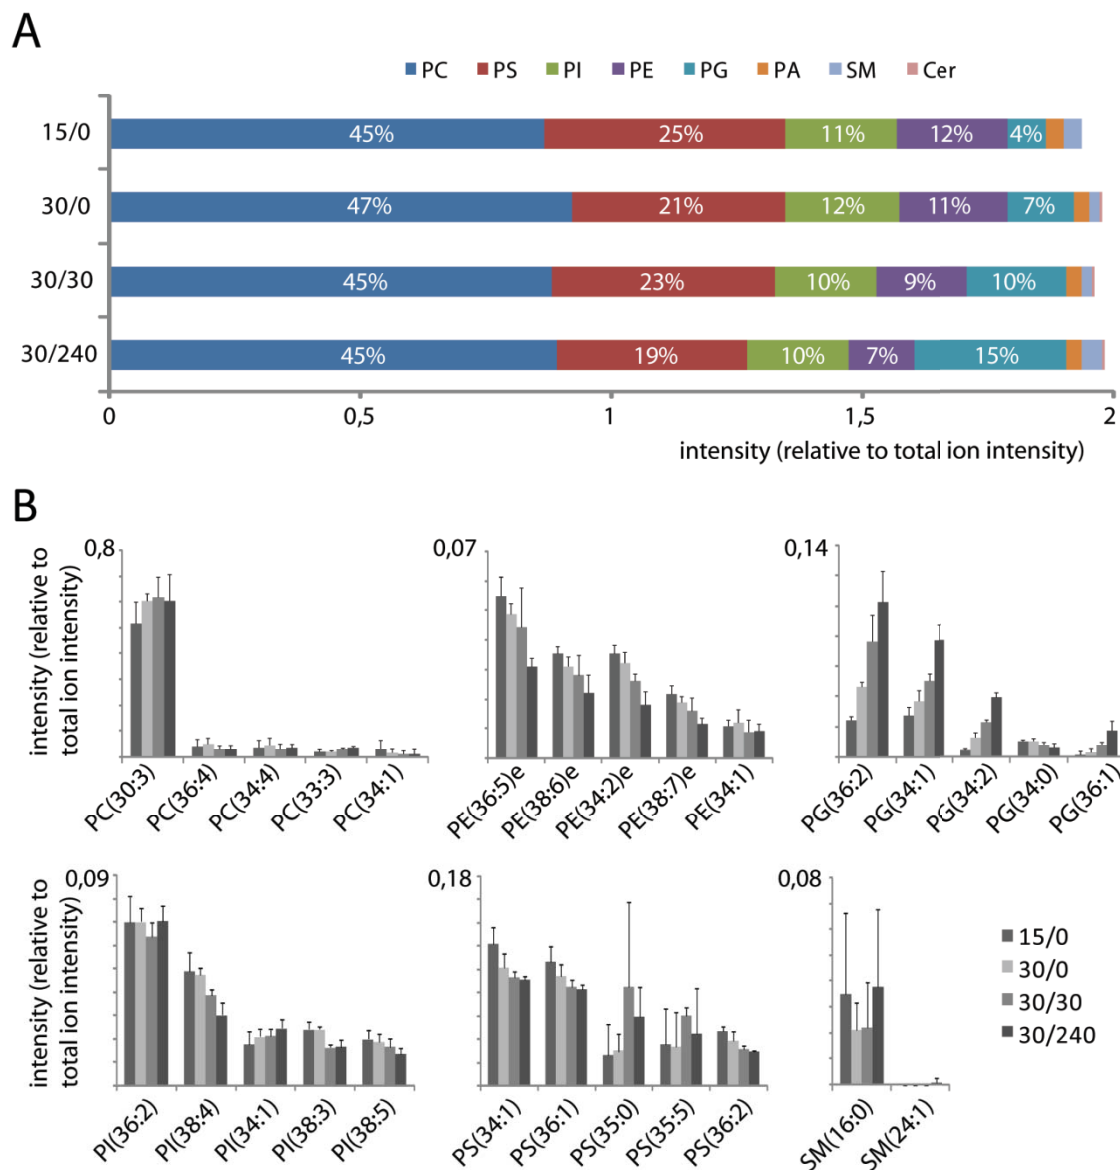 A
PC PS PI PE PG PA SM Cer
15/0 45% 25% 11% 12% 4%
30/0 47% 21% 12% 11% 7%
30/30 45% 23% 10% 9% 10%
30/240 45% 19% 10% 7% 15%
0 0,5 1 1,5 2
intensity (relative to total ion intensity)
B
intensity (relative to
total ion intensity)
0,8
PC(30:3) PC(36:4) PC(34:4) PC(33:3) PC(34:1)
0,07
PE(36:5)e PE(38:6)e PE(34:2)e PE(38:7)e PE(34:1)
0,14
PG(36:2) PG(34:1) PG(34:2) PG(34:0) PG(36:1)
intensity (relative to
total ion intensity)
0,09
PI(36:2) PI(38:4) PI(34:1) PI(38:3) PI(38:5)
0,18
PS(34:1) PS(36:1) PS(35:0) PS(35:5) PS(36:2)
0,08
SM(16:0) SM(24:1)
15/0
30/0
30/30
30/240